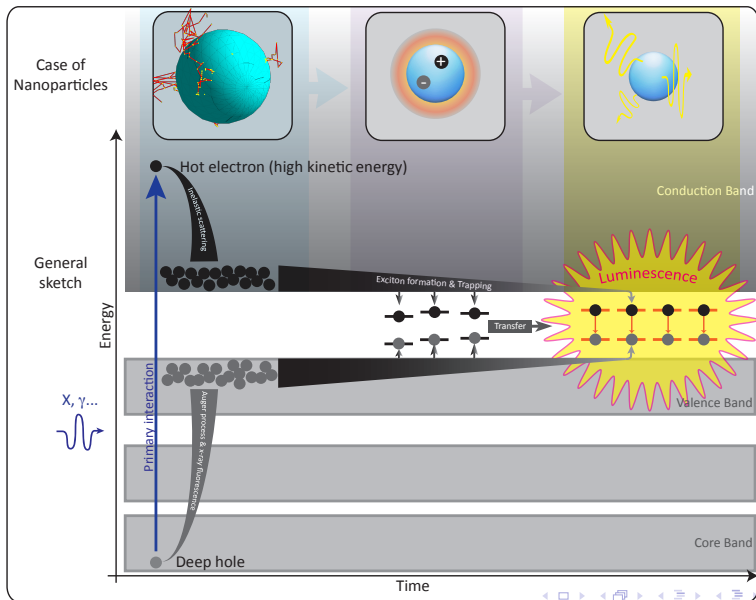 Case of
Nanoparticles
+
-
Hot electron (high kinetic energy)
Inelastic scattering
Conduction Band
General
sketch
Energy
Luminescence
Exciton formation & Trapping
Transfer
X, γ...
Primary interaction
Auger process & x-ray fluorescence
Valence Band
Core Band
Deep hole
Time